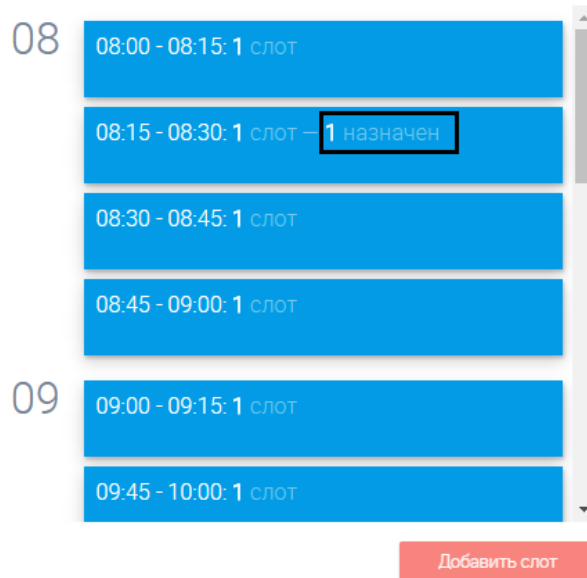 08
08:00 - 08:15: 1 слот
08:15 - 08:30: 1 слот – 1 назначен
08:30 - 08:45: 1 слот
08:45 - 09:00: 1 слот
09
09:00 - 09:15: 1 слот
09:45 - 10:00: 1 слот
Добавить слот